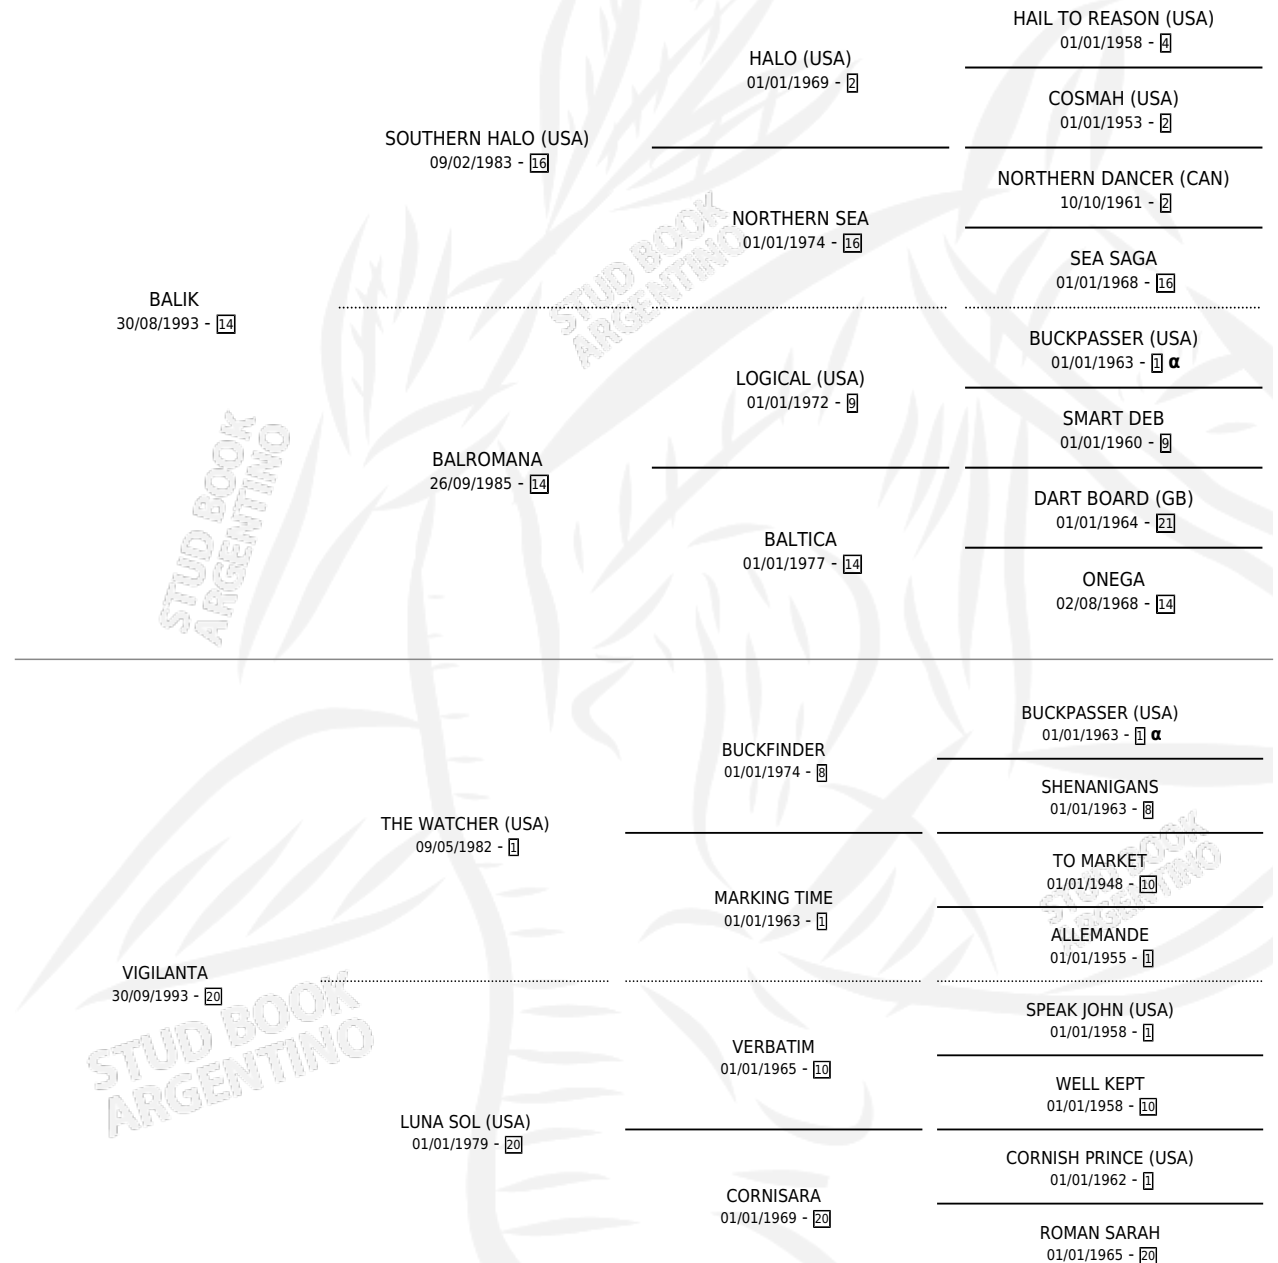 HAIL TO REASON (USA)
01/01/1958 - 4
HALO (USA)
01/01/1969 - 2
COSMAH (USA)
01/01/1953 - 2
SOUTHERN HALO (USA)
09/02/1983 - 16
NORTHERN DANCER (CAN)
10/10/1961 - 2
NORTHERN SEA
01/01/1974 - 16
SEA SAGA
01/01/1968 - 16
BALIK
30/08/1993 - 14
BUCKPASSER (USA)
01/01/1963 - 1 α
LOGICAL (USA)
01/01/1972 - 9
SMART DEB
01/01/1960 - 9
BALROMANA
26/09/1985 - 14
DART BOARD (GB)
01/01/1964 - 21
BALTICA
01/01/1977 - 14
ONEGA
02/08/1968 - 14
BUCKPASSER (USA)
01/01/1963 - 1 α
BUCKFINDER
01/01/1974 - 8
SHENANIGANS
01/01/1963 - 8
THE WATCHER (USA)
09/05/1982 - 1
TO MARKET
01/01/1948 - 10
MARKING TIME
01/01/1963 - 1
ALLEMANDE
01/01/1955 - 1
VIGILANTA
30/09/1993 - 20
SPEAK JOHN (USA)
01/01/1958 - 1
VERBATIM
01/01/1965 - 10
WELL KEPT
01/01/1958 - 10
LUNA SOL (USA)
01/01/1979 - 20
CORNISH PRINCE (USA)
01/01/1962 - 1
CORNISARA
01/01/1969 - 20
ROMAN SARAH
01/01/1965 - 20
STUD BOOK
ARGENTINO
STUD BOOK
ARGENTINO
STUD BOOK
ARGENTINO
STUD BOOK
ARGENTINO